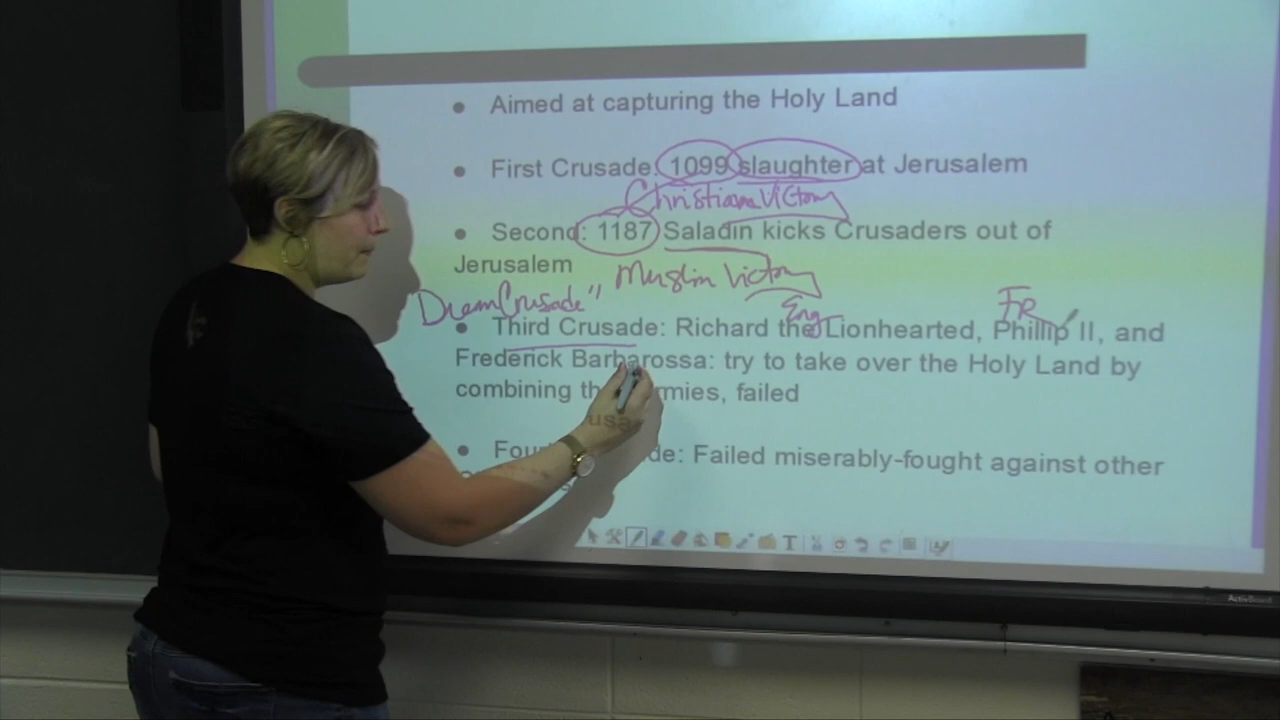 Aimed at capturing the Holy Land
First Crusade: 1099 slaughter at Jerusalem
Christians Victory
Second: 1187 Saladin kicks Crusaders out of
Jerusalem
Muslim Victory
Dream Crusade"
Eng
FR
Third Crusade: Richard the Lionhearted, Phillip II, and
Frederick Barbarossa: try to take over the Holy Land by
combining armies, failed
Failed miserably-fought against other
T
ActivBoard